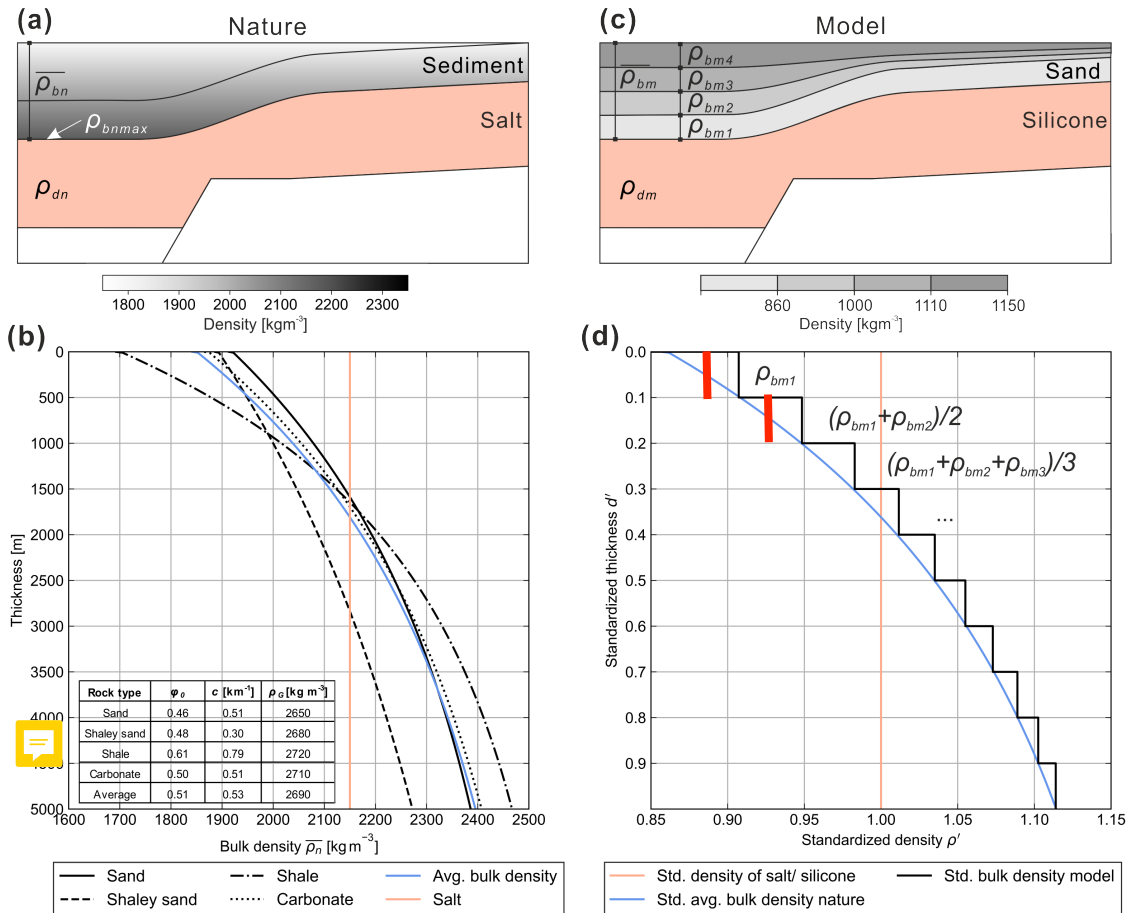 (a)
Nature
ρbn
ρbnmax
Sediment
Salt
ρdn
1800 1900 2000 2100 2200 2300
Density [kgm⁻³]
(c)
Model
ρbm
ρbm4
ρbm3
ρbm2
ρbm1
Sand
Silicone
ρdm
860 1000 1110 1150
Density [kgm⁻³]
(b)
0
500
1000
1500
2000
2500
3000
3500
4000
5000
Thickness [m]
Rock type φ0 c [km⁻¹] ρG [kg m⁻³]
Sand 0.46 0.51 2650
Shaley sand 0.48 0.30 2680
Shale 0.61 0.79 2720
Carbonate 0.50 0.51 2710
Average 0.51 0.53 2690
1600 1700 1800 1900 2000 2100 2200 2300 2400 2500
Bulk density ρn [kg m⁻³]
Sand
Shaley sand
Shale
Carbonate
Avg. bulk density
Salt
(d)
0.0
0.1
0.2
0.3
0.4
0.5
0.6
0.7
0.8
0.9
Standardized thickness d'
ρbm1
(ρbm1+ρbm2)/2
(ρbm1+ρbm2+ρbm3)/3
...
0.85 0.90 0.95 1.00 1.05 1.10 1.15
Standardized density ρ'
Std. density of salt/ silicone
Std. avg. bulk density nature
Std. bulk density model